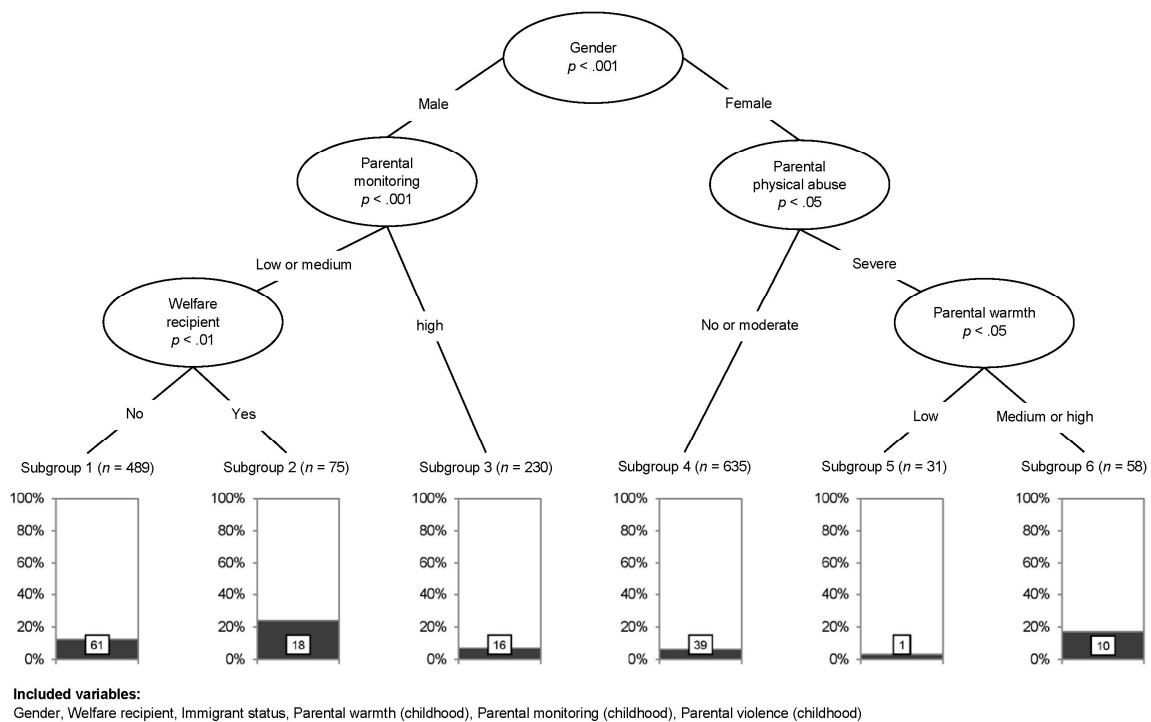 Gender
p < .001
Male
Female
Parental
monitoring
p < .001
Parental
physical abuse
p < .05
Low or medium
Severe
Welfare
recipient
p < .01
high
No or moderate
Parental warmth
p < .05
No
Yes
Low
Medium or high
Subgroup 1 (n = 489)
Subgroup 2 (n = 75)
Subgroup 3 (n = 230)
Subgroup 4 (n = 635)
Subgroup 5 (n = 31)
Subgroup 6 (n = 58)
100%
80%
60%
40%
20%
0%
61
100%
80%
60%
40%
20%
0%
18
100%
80%
60%
40%
20%
0%
16
100%
80%
60%
40%
20%
0%
39
100%
80%
60%
40%
20%
0%
1
100%
80%
60%
40%
20%
0%
10
Included variables:
Gender, Welfare recipient, Immigrant status, Parental warmth (childhood), Parental monitoring (childhood), Parental violence (childhood)